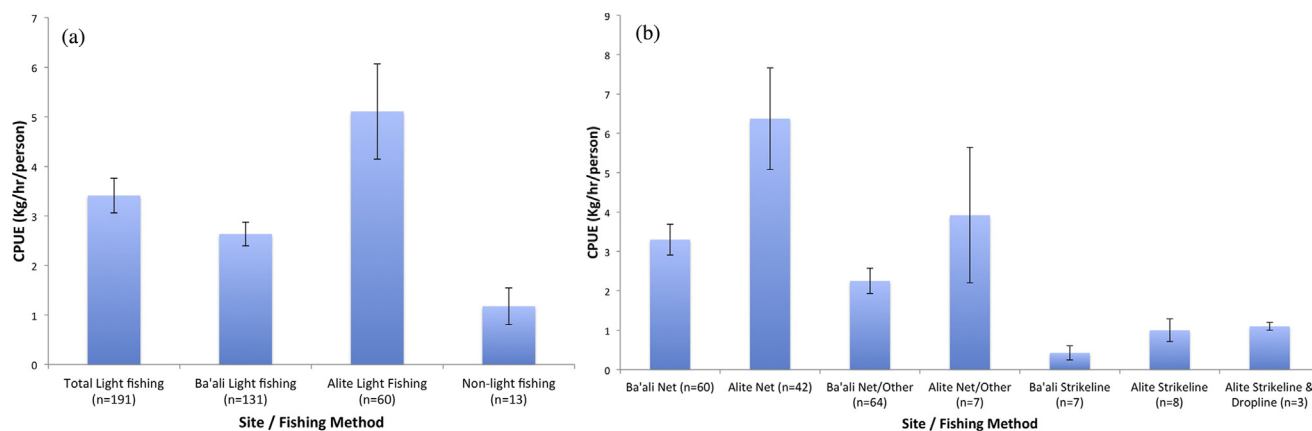 (a)
7
6
5
4
3
2
1
0
CPUE (Kg/hr/person)
Total Light fishing
(n=191)
Ba'ali Light fishing
(n=131)
Alite Light Fishing
(n=60)
Non-light fishing
(n=13)
Site / Fishing Method
(b)
9
8
7
6
5
4
3
2
1
0
CPUE (Kg/hr/person)
Ba'ali Net (n=60)
Alite Net (n=42)
Ba'ali Net/Other
(n=64)
Alite Net/Other
(n=7)
Ba'ali Strikeline
(n=7)
Alite Strikeline
(n=8)
Alite Strikeline &
Dropline (n=3)
Site / Fishing Method